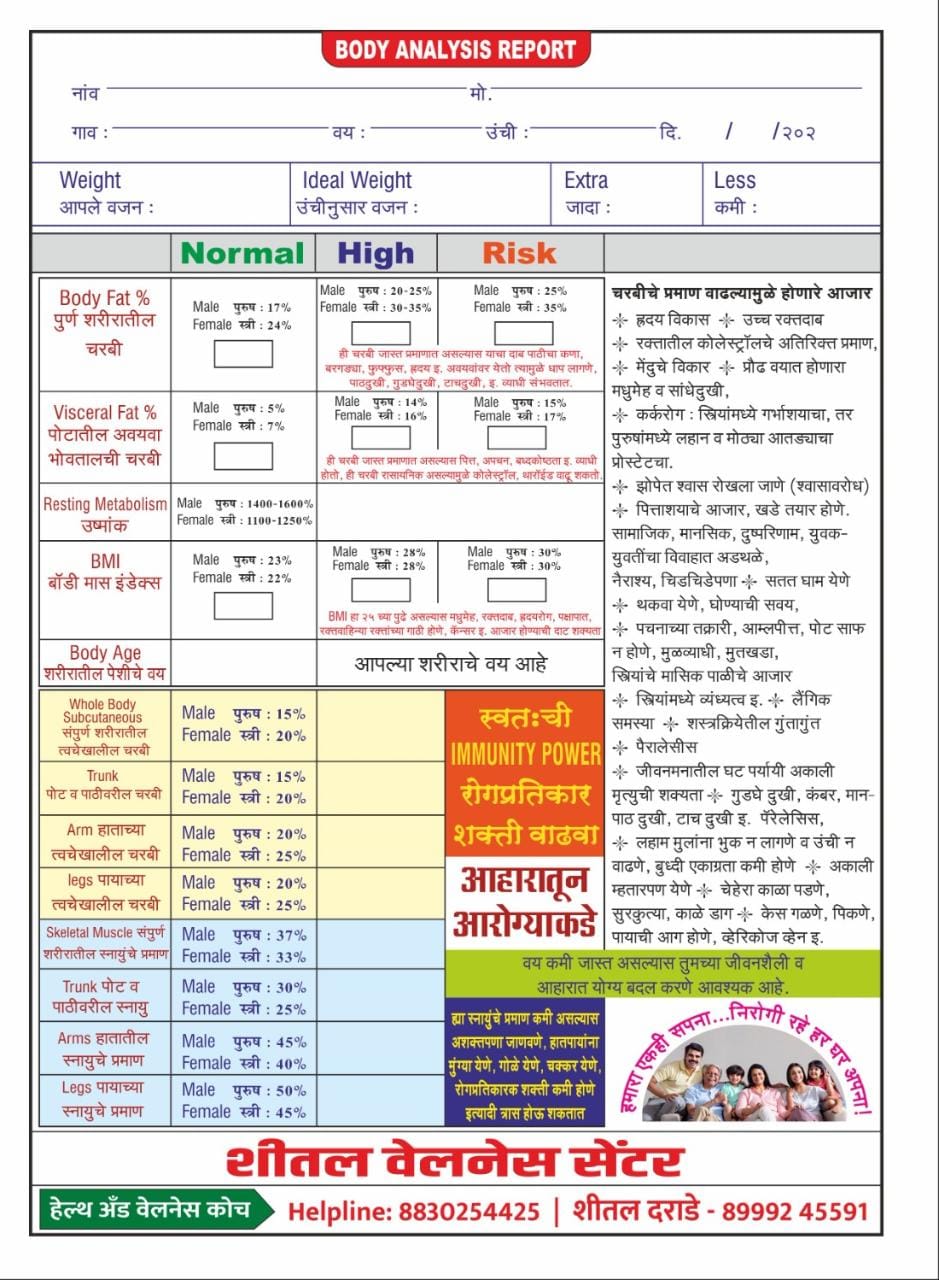 BODY ANALYSIS REPORT
नांव मो.
गाव : वय : उंची : दि. / /२०२
Weight
आपले वजन :
Ideal Weight
उंचीनुसार वजन :
Extra
जादा :
Less
कमी :
Normal High Risk
Body Fat %
पुर्ण शरीरातील
चरबी
Male पुरुष : 17%
Female स्त्री : 24%
Male पुरुष : 20-25%
Female स्त्री : 30-35%
Male पुरुष : 25%
Female स्त्री : 35%
ही चरबी जास्त प्रमाणात असल्यास याचा दाब पाठीचा कणा,
बरगड्या, फुफ्फुस, ह्रदय इ. अवयवांवर येतो त्यामुळे धाप लागणे,
पाठदुखी, गुडघेदुखी, टाचदुखी, इ. व्याधी संभवतात.
Visceral Fat %
पोटातील अवयवा
भोवतालची चरबी
Male पुरुष : 5%
Female स्त्री : 7%
Male पुरुष : 14%
Female स्त्री : 16%
Male पुरुष : 15%
Female स्त्री : 17%
ही चरबी जास्त प्रमाणात असल्यास पित्त, अपचन, बध्दकोष्ठता इ. व्याधी
होतो, ही चरबी रासायनिक असल्यामुळे कोलेस्ट्रॉल, थारॉईड वाढू शकतो.
Resting Metabolism
उष्मांक
Male पुरुष : 1400-1600%
Female स्त्री : 1100-1250%
BMI
बॉडी मास इंडेक्स
Male पुरुष : 23%
Female स्त्री : 22%
Male पुरुष : 28%
Female स्त्री : 28%
Male पुरुष : 30%
Female स्त्री : 30%
BMI हा २५ च्या पुढे असल्यास मधुमेह, रक्तदाब, ह्रदयरोग, पक्षापात,
रक्तवाहिन्या रक्तांच्या गाठी होणे, कॅन्सर इ. आजार होण्याची दाट शक्यता
Body Age
शरीरातील पेशीचे वय
आपल्या शरीराचे वय आहे
Whole Body
Subcutaneous
संपुर्ण शरीरातील
त्वचेखालील चरबी
Male पुरुष : 15%
Female स्त्री : 20%
Trunk
पोट व पाठीवरील चरबी
Male पुरुष : 15%
Female स्त्री : 20%
Arm हाताच्या
त्वचेखालील चरबी
Male पुरुष : 20%
Female स्त्री : 25%
legs पायाच्या
त्वचेखालील चरबी
Male पुरुष : 20%
Female स्त्री : 25%
Skeletal Muscle संपुर्ण
शरीरातील स्नायुंचे प्रमाण
Male पुरुष : 37%
Female स्त्री : 33%
Trunk पोट व
पाठीवरील स्नायु
Male पुरुष : 30%
Female स्त्री : 25%
Arms हातातील
स्नायुचे प्रमाण
Male पुरुष : 45%
Female स्त्री : 40%
Legs पायाच्या
स्नायुचे प्रमाण
Male पुरुष : 50%
Female स्त्री : 45%
स्वतःची
IMMUNITY POWER
रोगप्रतिकार
शक्ती वाढवा
आहारातून
आरोग्याकडे
चरबीचे प्रमाण वाढल्यामुळे होणारे आजार
ह्रदय विकास उच्च रक्तदाब
रक्तातील कोलेस्ट्रॉलचे अतिरिक्त प्रमाण,
मेंदुचे विकार प्रौढ वयात होणारा
मधुमेह व सांधेदुखी,
कर्करोग : स्त्रियांमध्ये गर्भाशयाचा, तर
पुरुषांमध्ये लहान व मोठ्या आतड्याचा
प्रोस्टेटचा.
झोपेत श्वास रोखला जाणे (श्वासावरोध)
पित्ताशयाचे आजार, खडे तयार होणे.
सामाजिक, मानसिक, दुष्परिणाम, युवक-
युवतींचा विवाहात अडथळे,
नैराश्य, चिडचिडेपणा सतत घाम येणे
थकवा येणे, घोण्याची सवय,
पचनाच्या तक्रारी, आम्लपीत्त, पोट साफ
न होणे, मुळव्याधी, मुतखडा,
स्त्रियांचे मासिक पाळीचे आजार
स्त्रियांमध्ये व्यंध्यत्व इ. लैंगिक
समस्या शस्त्रक्रियेतील गुंतागुंत
पैरालेसीस
जीवनमनातील घट पर्यायी अकाली
मृत्युची शक्यता गुडघे दुखी, कंबर, मान-
पाठ दुखी, टाच दुखी इ. पॅरेलेसिस,
लहाम मुलांना भुक न लागणे व उंची न
वाढणे, बुध्दी एकाग्रता कमी होणे अकाली
म्हतारपण येणे चेहेरा काळा पडणे,
सुरकुत्या, काळे डाग केस गळणे, पिकणे,
पायाची आग होणे, व्हेरिकोज व्हेन इ.
वय कमी जास्त असल्यास तुमच्या जीवनशैली व
आहारात योग्य बदल करणे आवश्यक आहे.
ह्या स्नायुंचे प्रमाण कमी असल्यास
अशक्तपणा जाणवणे, हातपायांना
मुंग्या येणे, गोळे येणे, चक्कर येणे,
रोगप्रतिकारक शक्ती कमी होणे
इत्यादी त्रास होऊ शकतात
हमारा एकही सपना...निरोगी रहे हर घर अपना!
शीतल वेलनेस सेंटर
हेल्थ अँड वेलनेस कोच
Helpline: 8830254425 | शीतल दराडे - 89992 45591